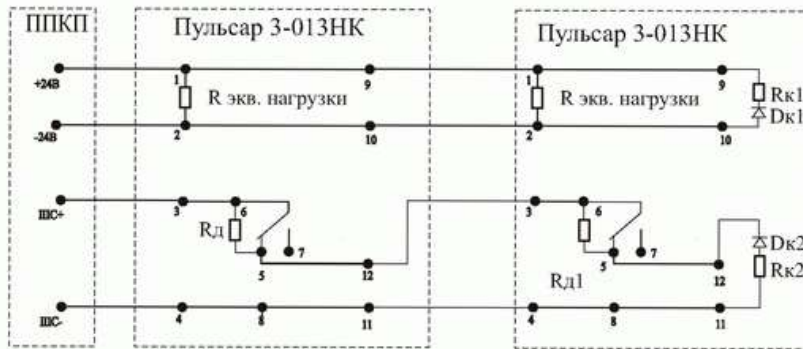 ППКП
Пульсар 3-013НК
Пульсар 3-013НК
+24В
1
9
1
9
R экв. нагрузки
R экв. нагрузки
Rк1
Dк1
-24В
2
10
2
10
ШС+
3
6
3
6
Rд
7
7
5
12
5
12
Dк2
Rк2
Rд1
ШС-
4
8
11
4
8
11